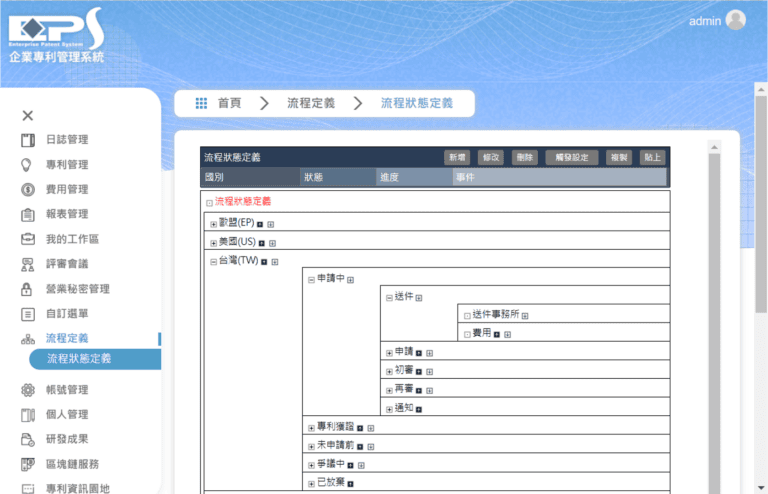 EPS
Enterprise Patent System
企業專利管理系統
admin
首頁
流程定義
流程狀態定義
日誌管理
專利管理
費用管理
報表管理
我的工作區
評審會議
營業秘密管理
自訂選單
流程定義
流程狀態定義
帳號管理
個人管理
研發成果
區塊鏈服務
專利資訊園地
流程狀態定義 新增 修改 刪除 觸發設定 複製 貼上
國別 狀態 進度 事件
流程狀態定義
歐盟(EP)
美國(US)
台灣(TW)
申請中
送件
送件事務所
費用
申請
初審
再審
通知
專利獲證
未申請前
爭議中
已放棄